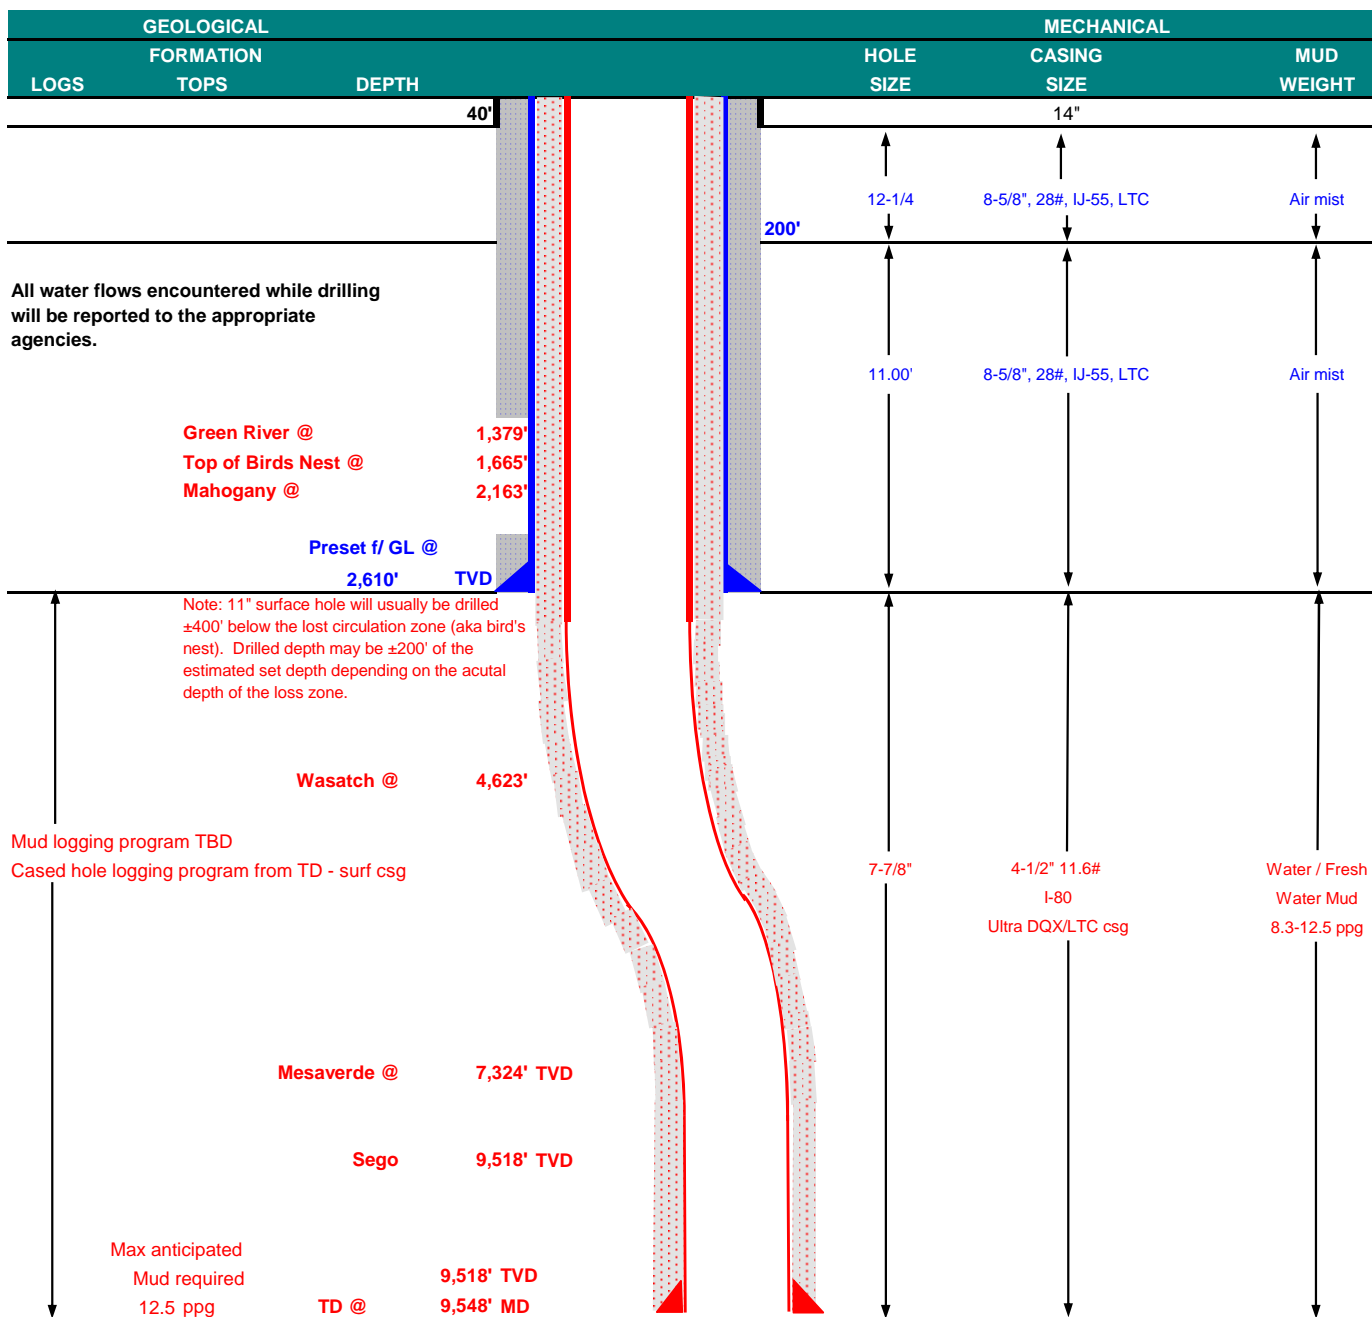 GEOLOGICAL MECHANICAL
FORMATION HOLE CASING MUD
LOGS TOPS DEPTH SIZE SIZE WEIGHT
40' 14"
12-1/4 8-5/8", 28#, IJ-55, LTC Air mist
200'
All water flows encountered while drilling
will be reported to the appropriate
agencies.
11.00' 8-5/8", 28#, IJ-55, LTC Air mist
Green River @ 1,379'
Top of Birds Nest @ 1,665'
Mahogany @ 2,163'
Preset f/ GL @
2,610' TVD
Note: 11" surface hole will usually be drilled
±400' below the lost circulation zone (aka bird's
nest). Drilled depth may be ±200' of the
estimated set depth depending on the acutal
depth of the loss zone.
Wasatch @ 4,623'
Mud logging program TBD
Cased hole logging program from TD - surf csg
7-7/8" 4-1/2" 11.6# Water / Fresh
I-80 Water Mud
Ultra DQX/LTC csg 8.3-12.5 ppg
Mesaverde @ 7,324' TVD
Sego 9,518' TVD
Max anticipated
Mud required 9,518' TVD
12.5 ppg TD @ 9,548' MD